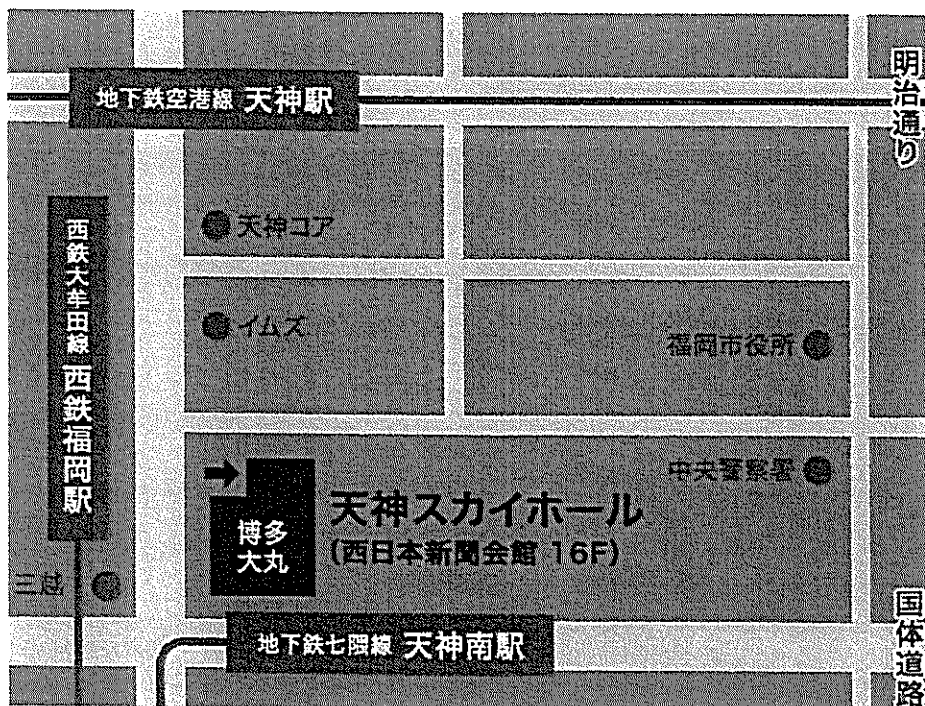 明治通り
地下鉄空港線 天神駅
西鉄大牟田線 西鉄福岡駅
天神コア
イムズ
福岡市役所
中央警察署
天神スカイホール
(西日本新聞会館 16F)
博多
大丸
三越
地下鉄七隈線 天神南駅
国体道路